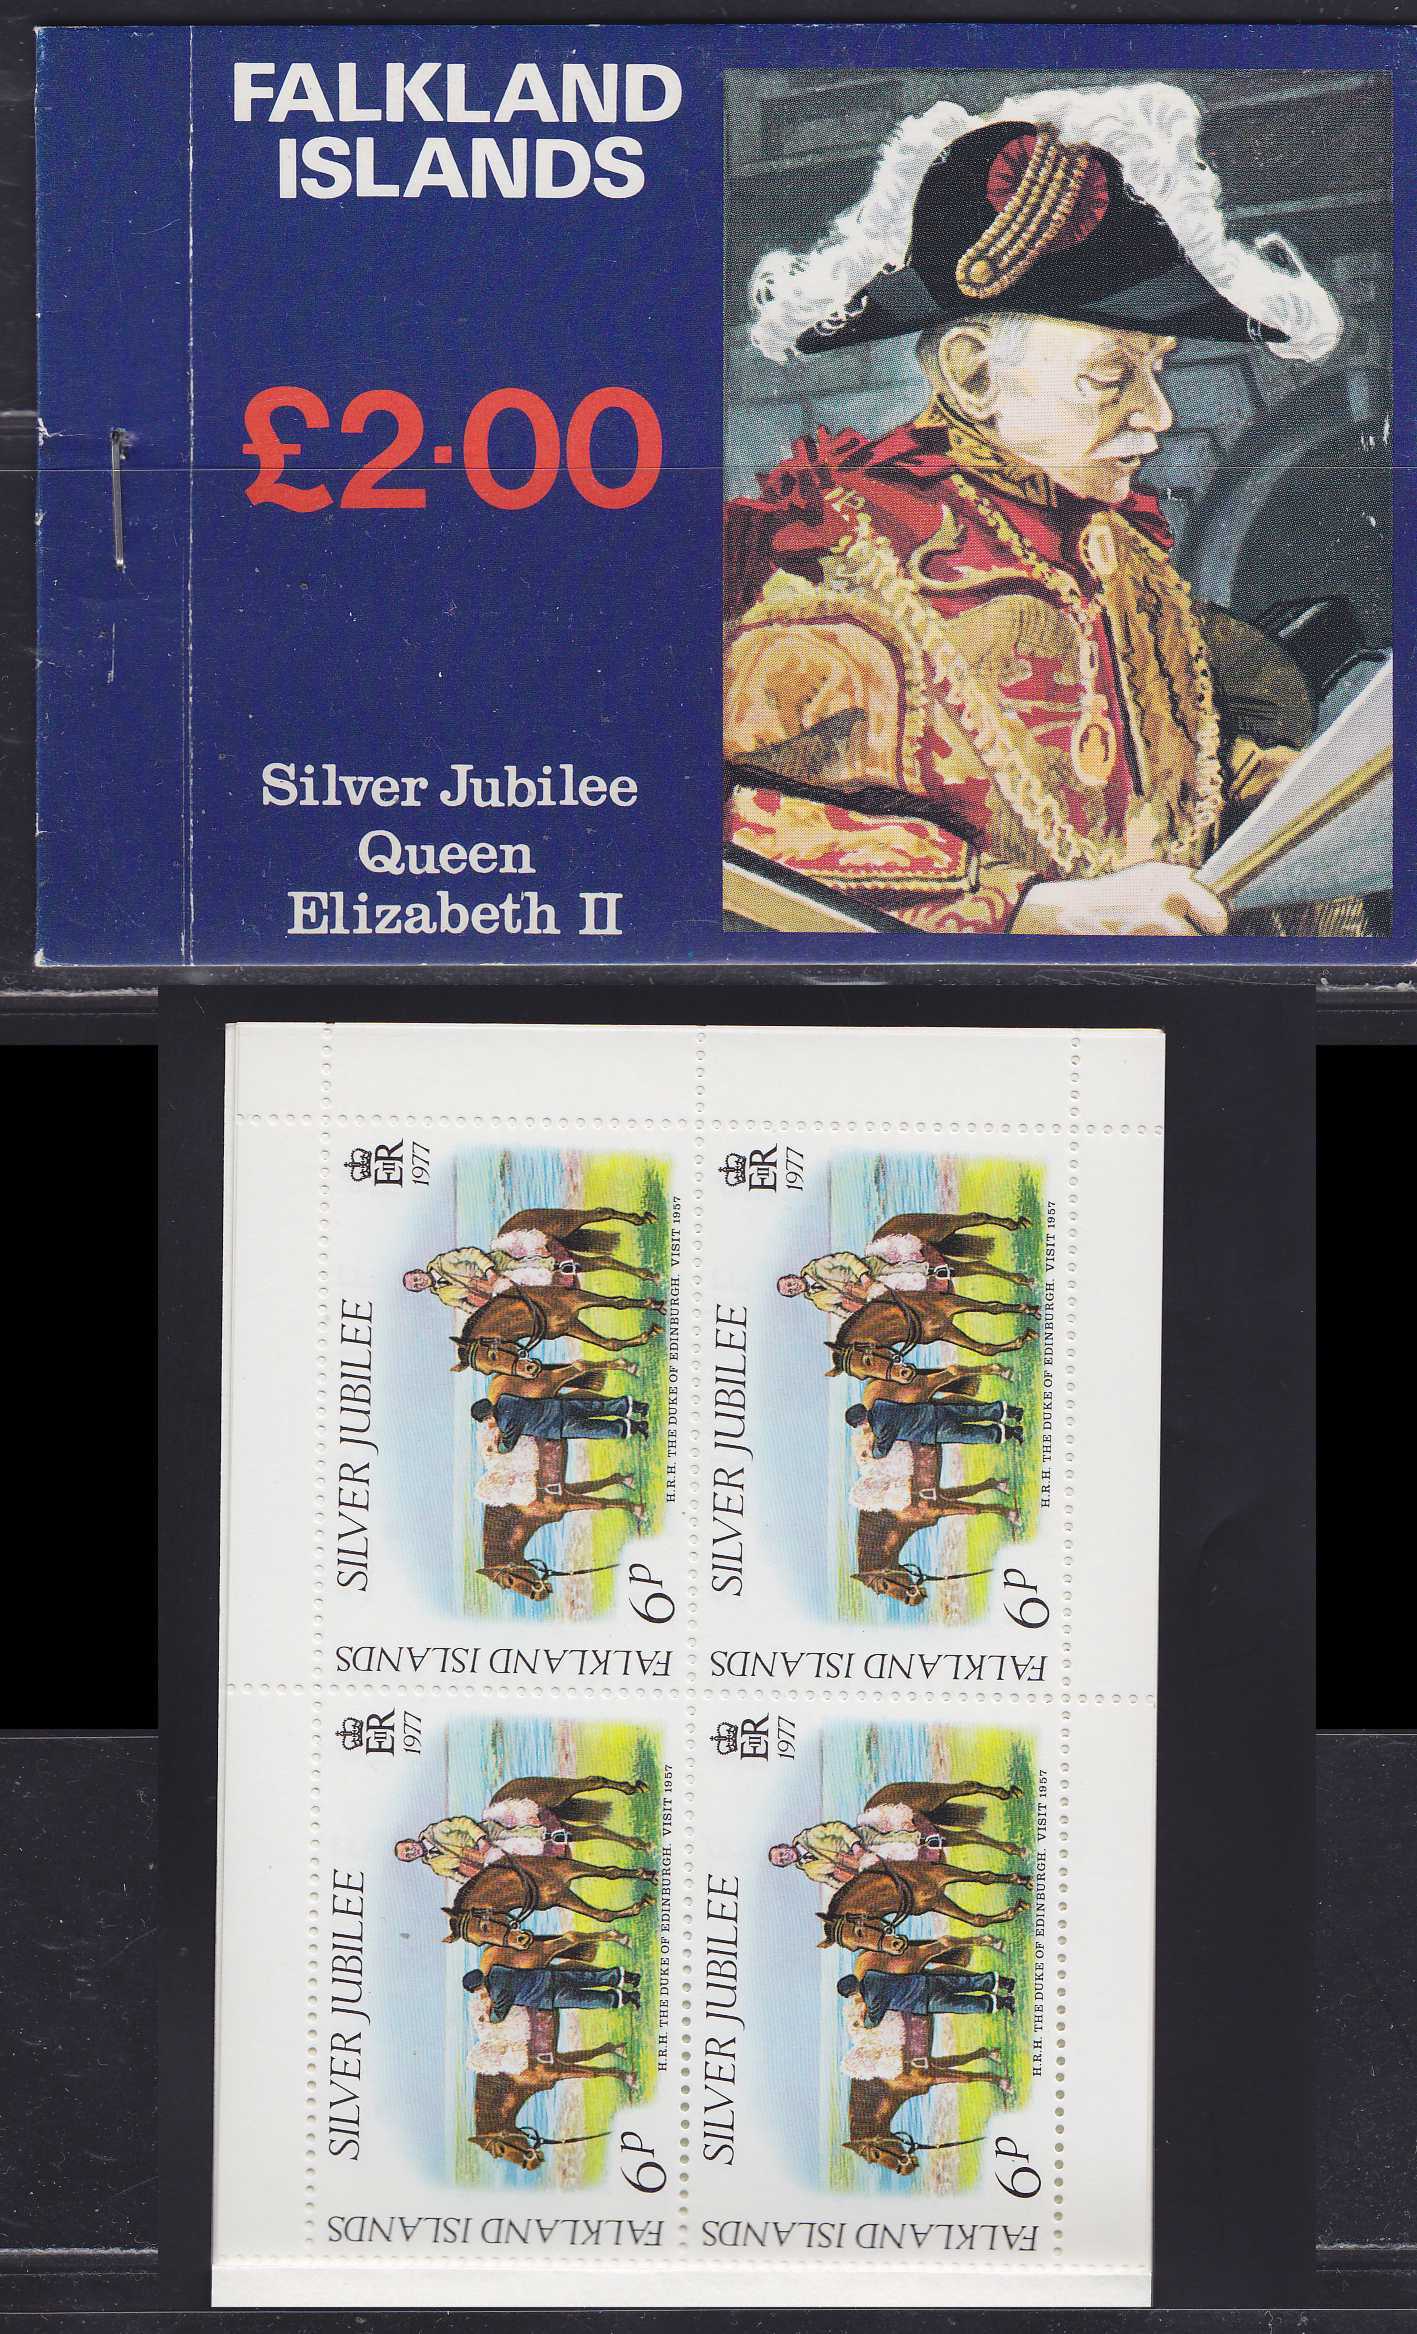 FALKLAND
ISLANDS
£2·00
Silver Jubilee
Queen
Elizabeth II
FALKLAND ISLANDS
SILVER JUBILEE
EIIR
1977
6P
H.R.H. THE DUKE OF EDINBURGH. VISIT 1957
FALKLAND ISLANDS
SILVER JUBILEE
EIIR
1977
6P
H.R.H. THE DUKE OF EDINBURGH. VISIT 1957
FALKLAND ISLANDS
SILVER JUBILEE
EIIR
1977
6P
H.R.H. THE DUKE OF EDINBURGH. VISIT 1957
FALKLAND ISLANDS
SILVER JUBILEE
EIIR
1977
6P
H.R.H. THE DUKE OF EDINBURGH. VISIT 1957